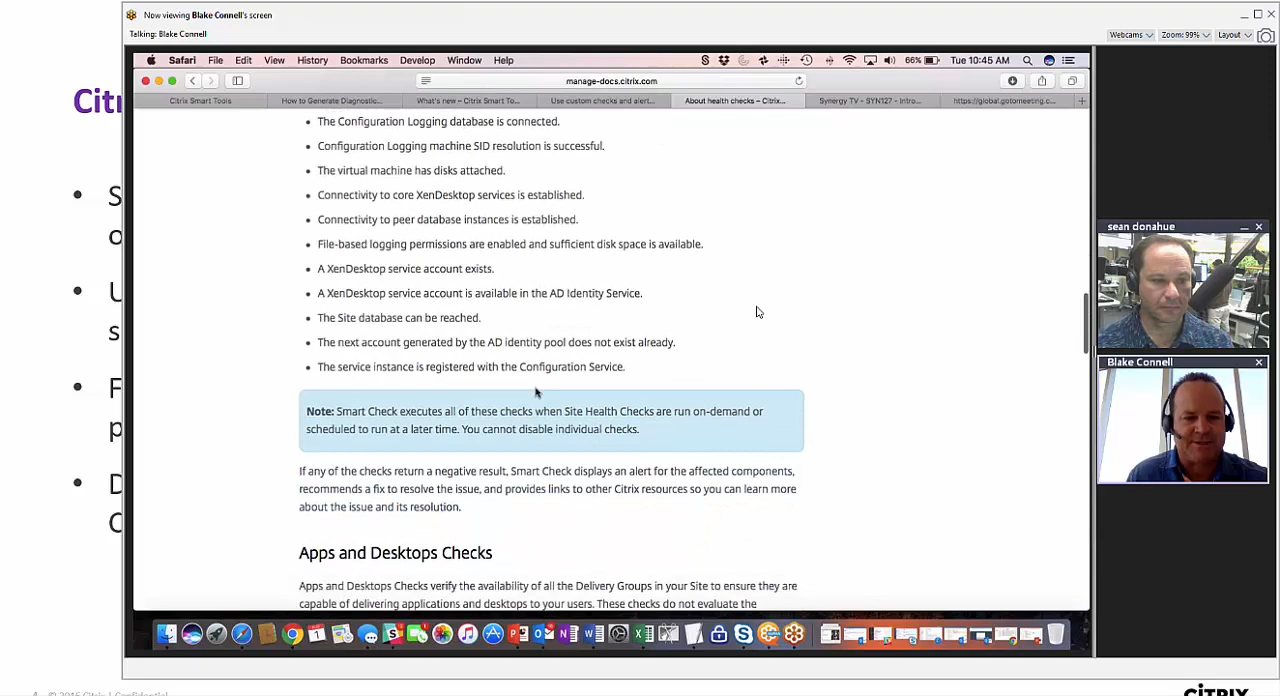 Now viewing Blake Connell's screen
Talking: Blake Connell
Webcams
Zoom: 99%
Layout
Safari File Edit View History Bookmarks Develop Window Help
66%
Tue 10:45 AM
manage-docs.citrix.com
Citrix Smart Tools
How to Generate Diagnostic...
What's new – Citrix Smart To...
Use custom checks and alert...
About health checks – Citrix...
Synergy TV - SYN127 - Intro...
https://global.gotomeeting.c...
Cit
• S
o
• U
s
• F
p
• D
C
• The Configuration Logging database is connected.
• Configuration Logging machine SID resolution is successful.
• The virtual machine has disks attached.
• Connectivity to core XenDesktop services is established.
• Connectivity to peer database instances is established.
• File-based logging permissions are enabled and sufficient disk space is available.
• A XenDesktop service account exists.
• A XenDesktop service account is available in the AD Identity Service.
• The Site database can be reached.
• The next account generated by the AD identity pool does not exist already.
• The service instance is registered with the Configuration Service.
Note: Smart Check executes all of these checks when Site Health Checks are run on-demand or
scheduled to run at a later time. You cannot disable individual checks.
If any of the checks return a negative result, Smart Check displays an alert for the affected components,
recommends a fix to resolve the issue, and provides links to other Citrix resources so you can learn more
about the issue and its resolution.
Apps and Desktops Checks
Apps and Desktops Checks verify the availability of all the Delivery Groups in your Site to ensure they are
capable of delivering applications and desktops to your users. These checks do not evaluate the
sean donahue
Blake Connell
4 © 2016 Citrix | Confidential
CITRIX